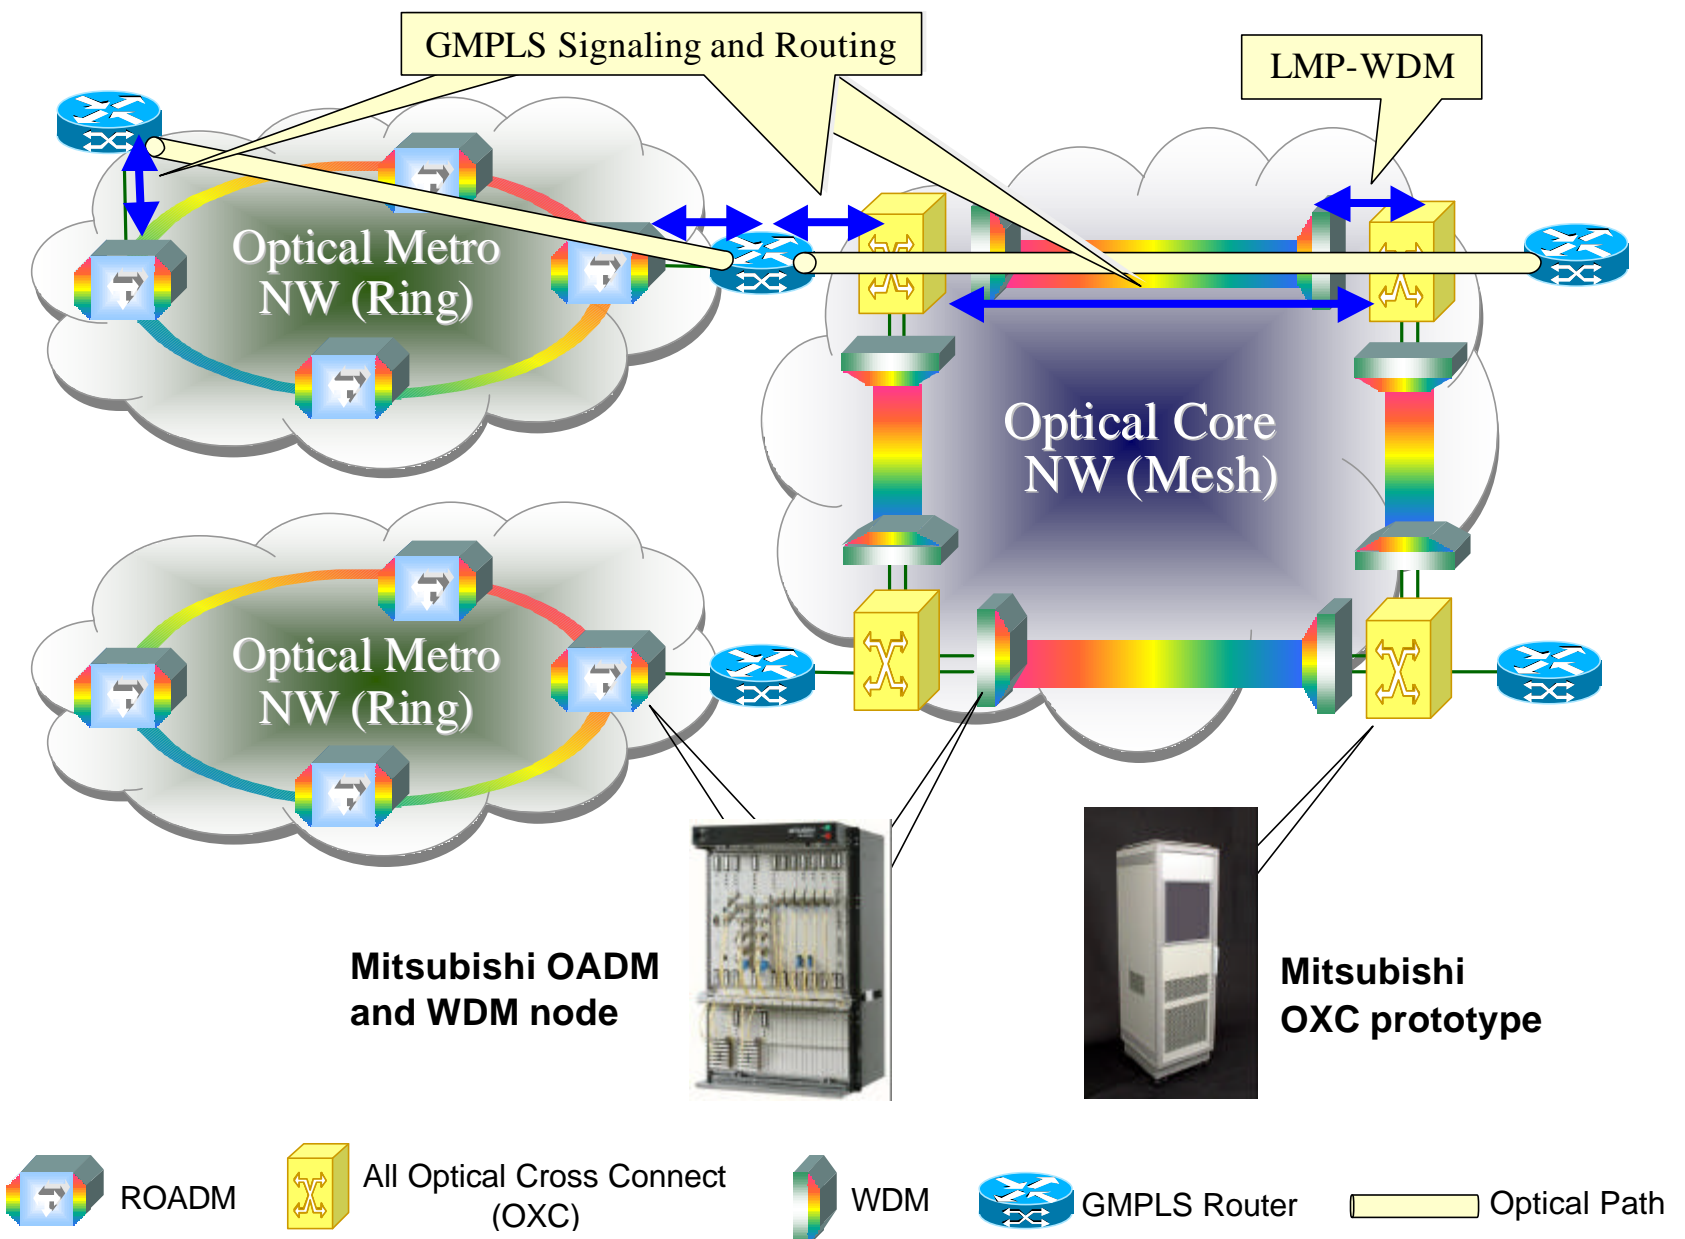 GMPLS Signaling and Routing
LMP-WDM
Optical Metro
NW (Ring)
Optical Core
NW (Mesh)
Optical Metro
NW (Ring)
Mitsubishi OADM
and WDM node
Mitsubishi
OXC prototype
ROADM
All Optical Cross Connect
(OXC)
WDM
GMPLS Router
Optical Path